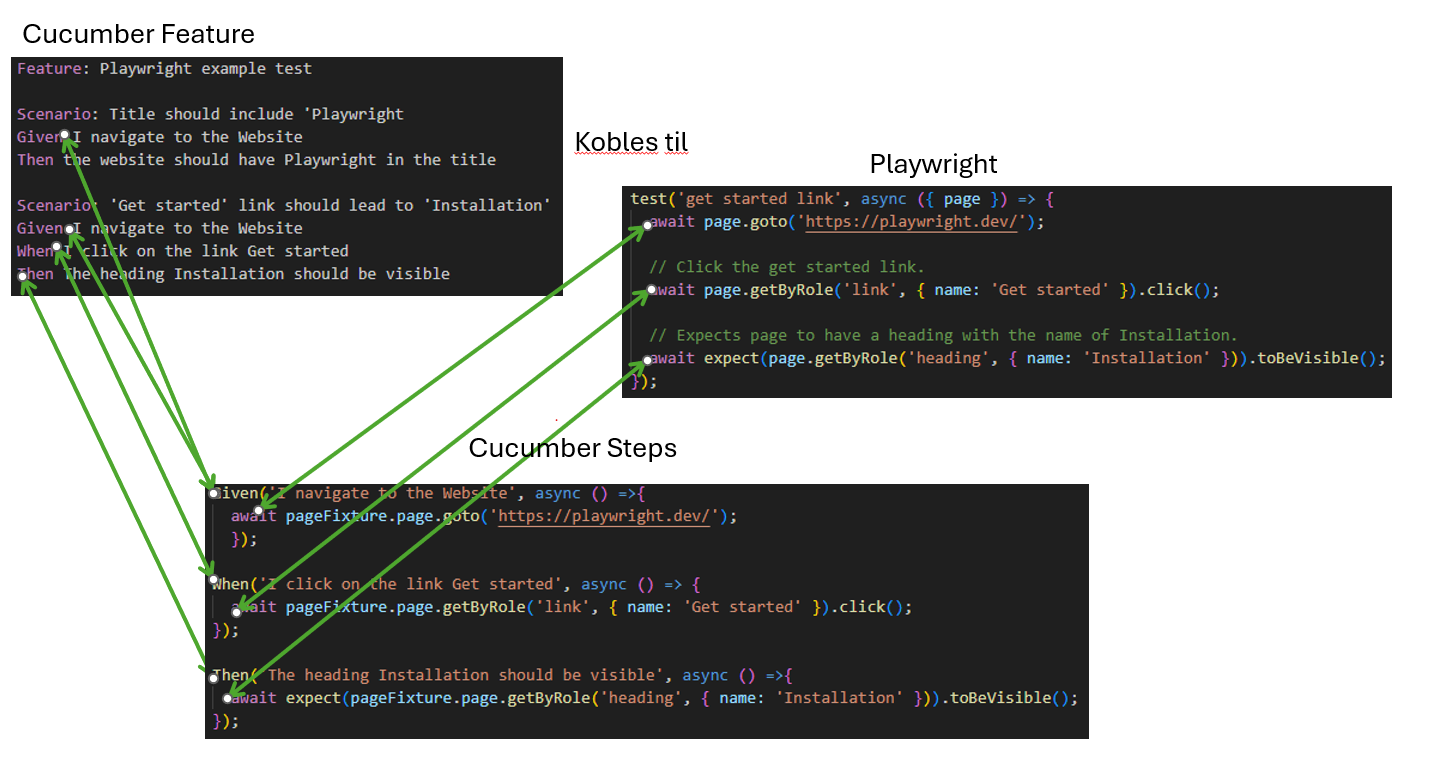 Cucumber Feature
Feature: Playwright example test
Scenario: Title should include 'Playwright
Given I navigate to the Website
Then the website should have Playwright in the title
Scenario: 'Get started' link should lead to 'Installation'
Given I navigate to the Website
When I click on the link Get started
Then The heading Installation should be visible
Kobles til
Playwright
test('get started link', async ({ page }) => {
await page.goto('https://playwright.dev/');
// Click the get started link.
await page.getByRole('link', { name: 'Get started' }).click();
// Expects page to have a heading with the name of Installation.
await expect(page.getByRole('heading', { name: 'Installation' })).toBeVisible();
});
Cucumber Steps
Given('I navigate to the Website', async () =>{
await pageFixture.page.goto('https://playwright.dev/');
});
When('I click on the link Get started', async () => {
await pageFixture.page.getByRole('link', { name: 'Get started' }).click();
});
Then('The heading Installation should be visible', async () =>{
await expect(pageFixture.page.getByRole('heading', { name: 'Installation' })).toBeVisible();
});